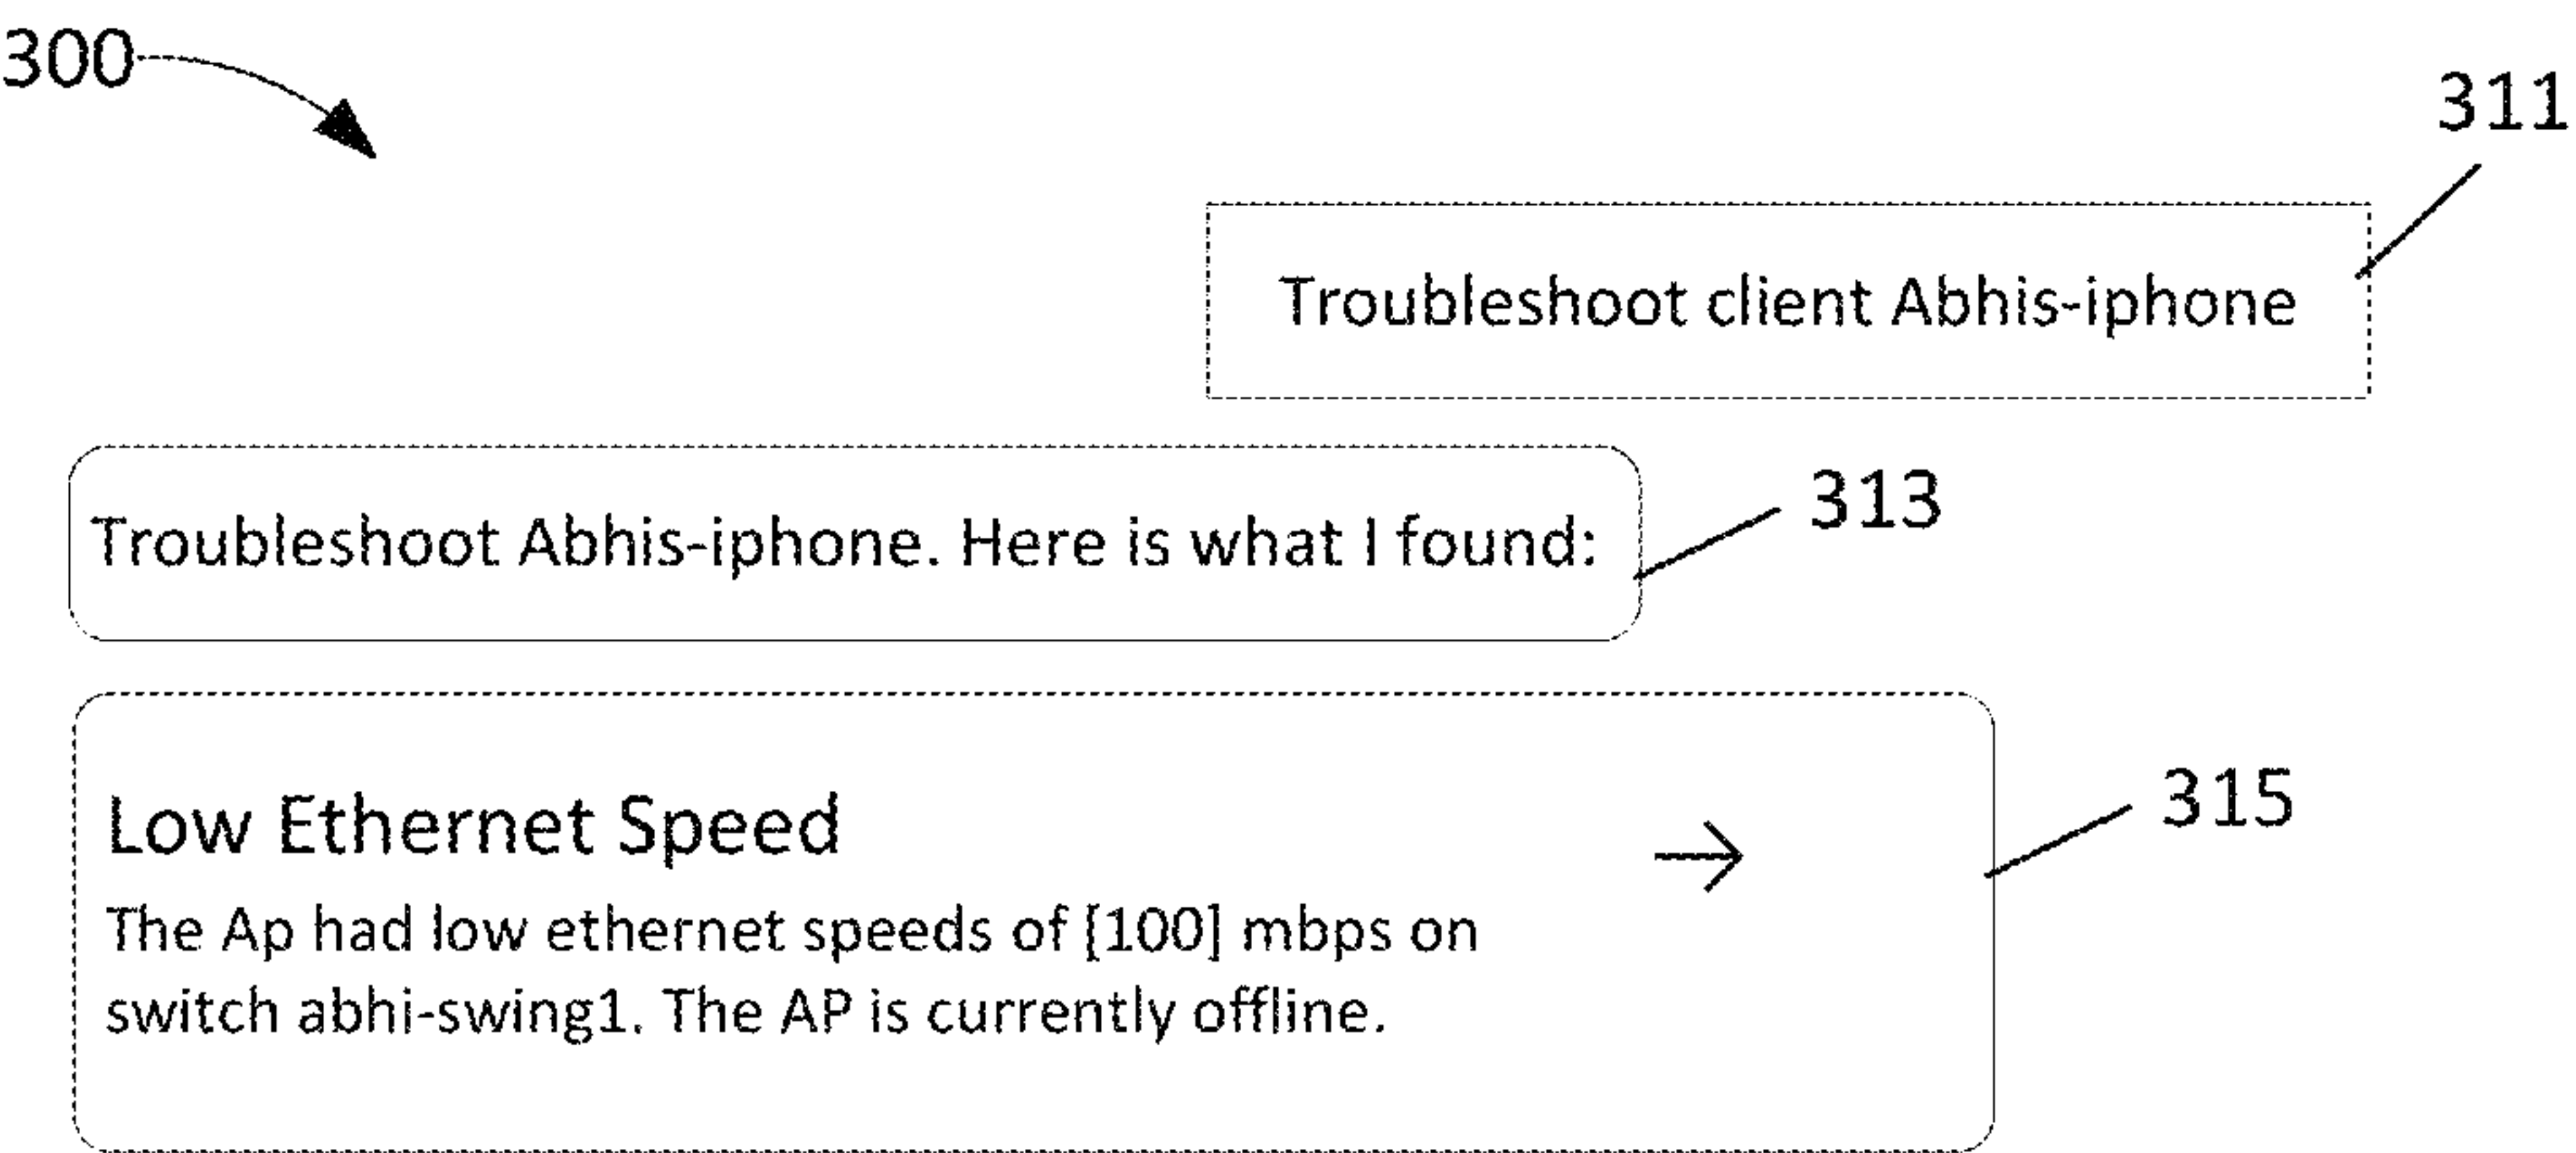 300
311
Troubleshoot client Abhis-iphone
Troubleshoot Abhis-iphone. Here is what I found:
313
Low Ethernet Speed
315
The Ap had low ethernet speeds of [100] mbps on
switch abhi-swing1. The AP is currently offline.